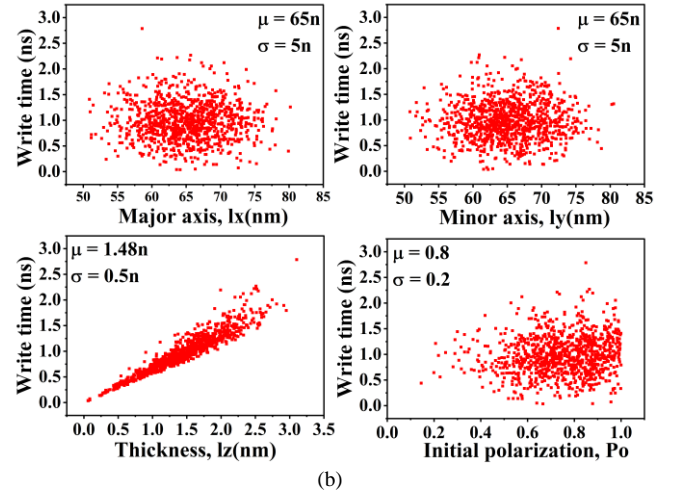 Write time (ns)
3.0
2.5
2.0
1.5
1.0
0.5
0.0
μ = 65n
σ = 5n
50 55 60 65 70 75 80 85
Major axis, lx(nm)
Write time (ns)
3.0
2.5
2.0
1.5
1.0
0.5
0.0
μ = 65n
σ = 5n
50 55 60 65 70 75 80 85
Minor axis, ly(nm)
Write time (ns)
3.0
2.5
2.0
1.5
1.0
0.5
0.0
μ = 1.48n
σ = 0.5n
0.0 0.5 1.0 1.5 2.0 2.5 3.0 3.5
Thickness, lz(nm)
Write time (ns)
3.0
2.5
2.0
1.5
1.0
0.5
0.0
μ = 0.8
σ = 0.2
0.0 0.2 0.4 0.6 0.8 1.0
Initial polarization, Po
(b)